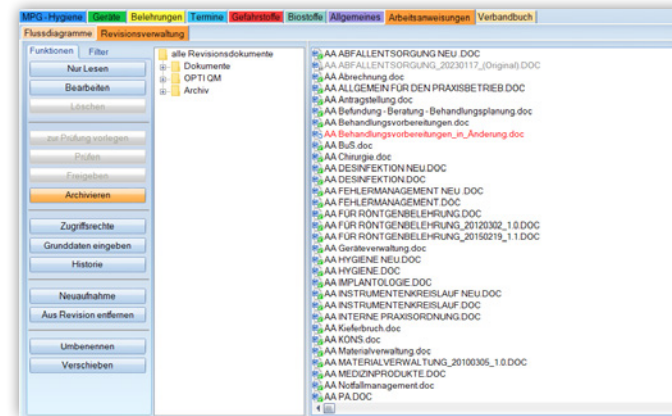 MPG - Hygiene Geräte Belehrungen Termine Gefahrstoffe Biostoffe Allgemeines Arbeitsanweisungen Verbandbuch
Flussdiagramme Revisionsverwaltung
Funktionen Filter
Nur Lesen
Bearbeiten
Löschen
zur Prüfung vorlegen
Prüfen
Freigeben
Archivieren
Zugriffsrechte
Grunddaten eingeben
Historie
Neuaufnahme
Aus Revision entfernen
Umbenennen
Verschieben
alle Revisionsdokumente
Dokumente
OPTI QM
Archiv
AA ABFALLENTSORGUNG NEU.DOC
AA ABFALLENTSORGUNG_20230117_(Original).DOC
AA Abrechnung.doc
AA ALLGEMEIN FÜR DEN PRAXISBETRIEB.DOC
AA Antragstellung.doc
AA Befundung - Beratung - Behandlungsplanung.doc
AA Behandlungsvorbereitungen.doc
AA Behandlungsvorbereitungen_in_Änderung.doc
AA BuS.doc
AA Chirurgie.doc
AA DESINFEKTION NEU.DOC
AA DESINFEKTION.DOC
AA FEHLERMANAGEMENT NEU.DOC
AA FEHLERMANAGEMENT.DOC
AA FÜR RÖNTGENBELEHRUNG.DOC
AA FÜR RÖNTGENBELEHRUNG_20120302_1.0.DOC
AA FÜR RÖNTGENBELEHRUNG_20150219_1.1.DOC
AA Geräteverwaltung.doc
AA HYGIENE NEU.DOC
AA HYGIENE.DOC
AA IMPLANTOLOGIE.DOC
AA INSTRUMENTENKREISLAUF NEU.DOC
AA INSTRUMENTENKREISLAUF.DOC
AA INTERNE PRAXISORDNUNG.DOC
AA Kieferbruch.doc
AA KONS.doc
AA Materialverwaltung.doc
AA MATERIALVERWALTUNG_20100305_1.0.DOC
AA MEDIZINPRODUKTE.DOC
AA Notfallmanagement.doc
AA PA.DOC